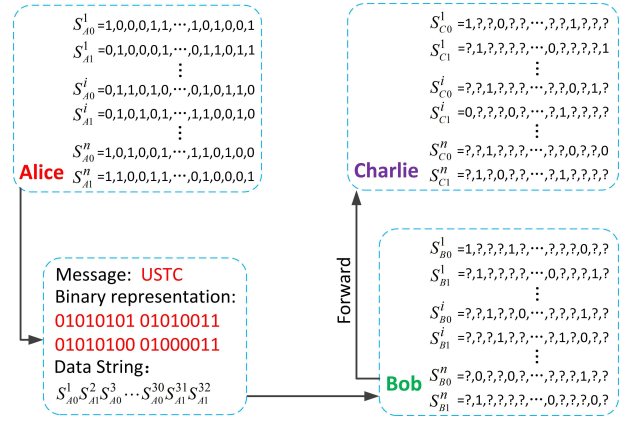 S^1_{A0}=1,0,0,0,1,1,⋯,1,0,1,0,0,1
S^1_{A1}=0,1,0,0,0,1,⋯,0,1,1,0,1,1
⋮
S^i_{A0}=0,1,1,0,1,0,⋯,0,1,0,1,1,0
S^i_{A1}=0,1,0,1,0,1,⋯,1,1,0,0,1,0
⋮
S^n_{A0}=1,0,1,0,0,1,⋯,1,1,0,1,0,0
S^n_{A1}=1,1,0,0,1,1,⋯,0,1,0,0,0,1
Alice
S^1_{C0}=1,?,?,0,?,?,⋯,?,?,1,?,?,?
S^1_{C1}=?,1,?,?,?,?,⋯,0,?,?,?,?,1
⋮
S^i_{C0}=?,?,1,?,?,?,⋯,?,?,0,?,1,?
S^i_{C1}=0,?,?,?,0,?,⋯,?,1,?,?,?,?
⋮
S^n_{C0}=?,?,1,?,?,?,⋯,?,?,0,?,?,0
S^n_{C1}=?,1,?,0,?,?,⋯,?,1,?,?,?,?
Charlie
Message: USTC
Binary representation:
01010101 01010011
01010100 01000011
Data String:
S^1_{A0}S^2_{A1}S^3_{A0}⋯S^{30}_{A0}S^{31}_{A1}S^{32}_{A1}
Forward
S^1_{B0}=1,?,?,?,1,?,⋯,?,?,?,0,?,?
S^1_{B1}=?,1,?,?,?,?,⋯,0,?,?,?,1,?
⋮
S^i_{B0}=?,?,1,?,?,0,⋯,?,?,?,1,?,?
S^i_{B1}=?,?,?,1,?,?,⋯,?,1,?,0,?,?
⋮
S^n_{B0}=?,0,?,?,0,?,⋯,?,?,?,1,?,?
S^n_{B1}=?,1,?,?,?,?,⋯,0,?,?,?,0,?
Bob